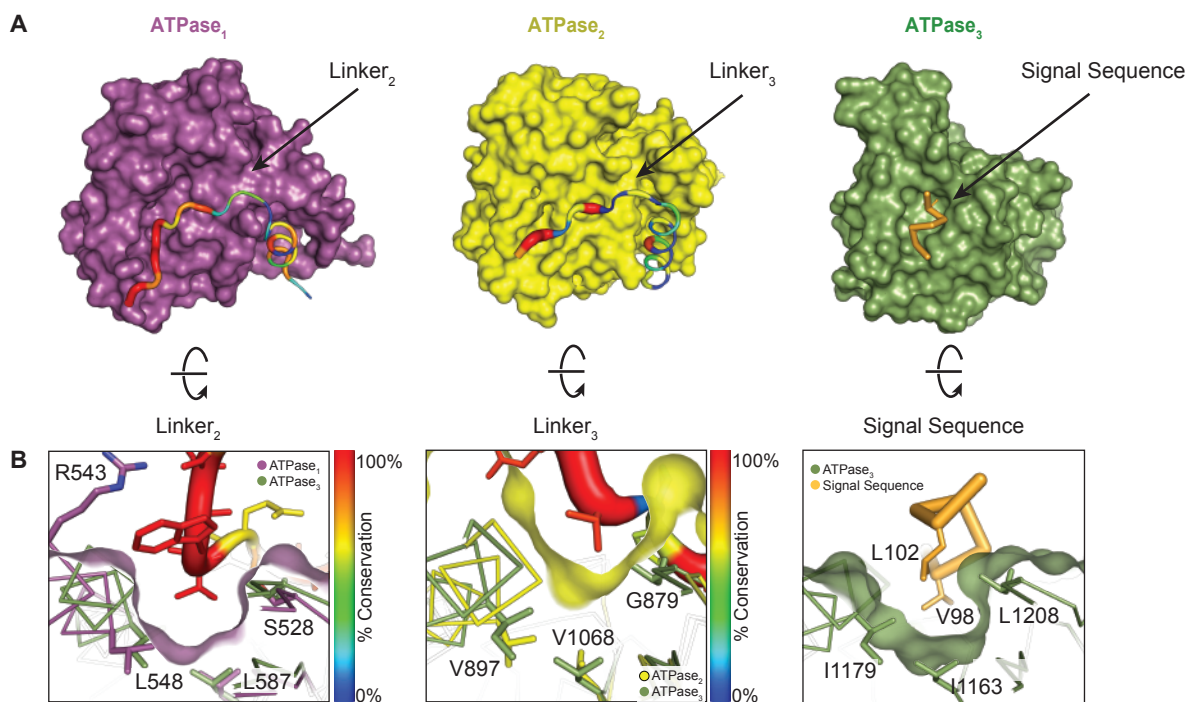 A
ATPase₁ ATPase₂ ATPase₃
Linker₂ Linker₃ Signal Sequence
Linker₂ Linker₃ Signal Sequence
B
R543
ATPase₁
ATPase₃
S528
L548
L587
100%
% Conservation
0%
G879
V1068
V897
ATPase₂
ATPase₃
100%
% Conservation
0%
ATPase₃
Signal Sequence
L102
V98
L1208
I1179
I1163